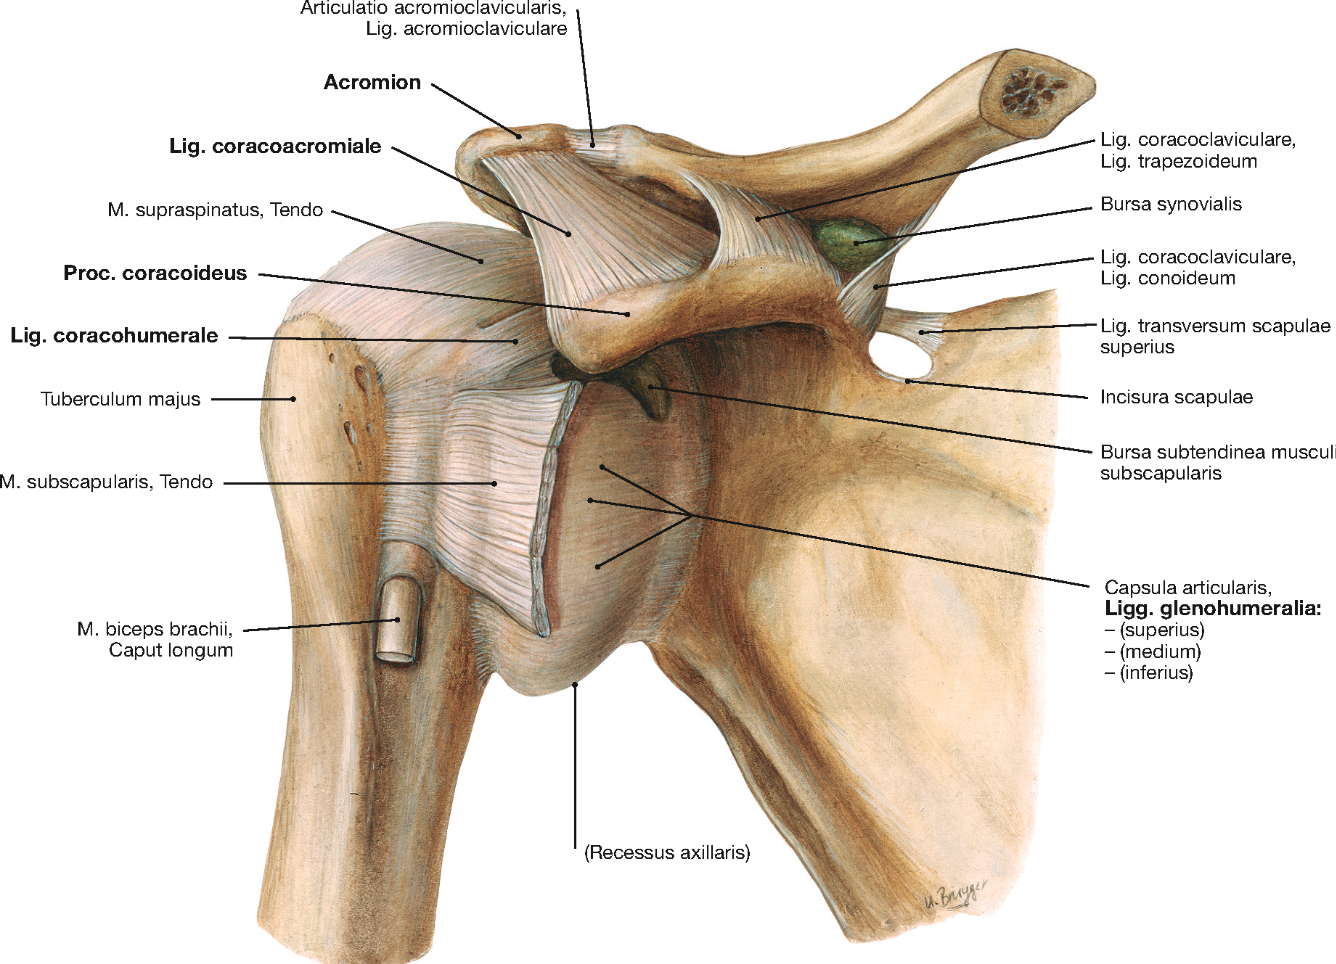 Articulatio acromioclavicularis,
Lig. acromioclaviculare
Acromion
Lig. coracoacromiale
M. supraspinatus, Tendo
Proc. coracoideus
Lig. coracohumerale
Tuberculum majus
M. subscapularis, Tendo
M. biceps brachii,
Caput longum
(Recessus axillaris)
Lig. coracoclaviculare,
Lig. trapezoideum
Bursa synovialis
Lig. coracoclaviculare,
Lig. conoideum
Lig. transversum scapulae
superius
Incisura scapulae
Bursa subtendinea musculi
subscapularis
Capsula articularis,
Ligg. glenohumeralia:
– (superius)
– (medium)
– (inferius)